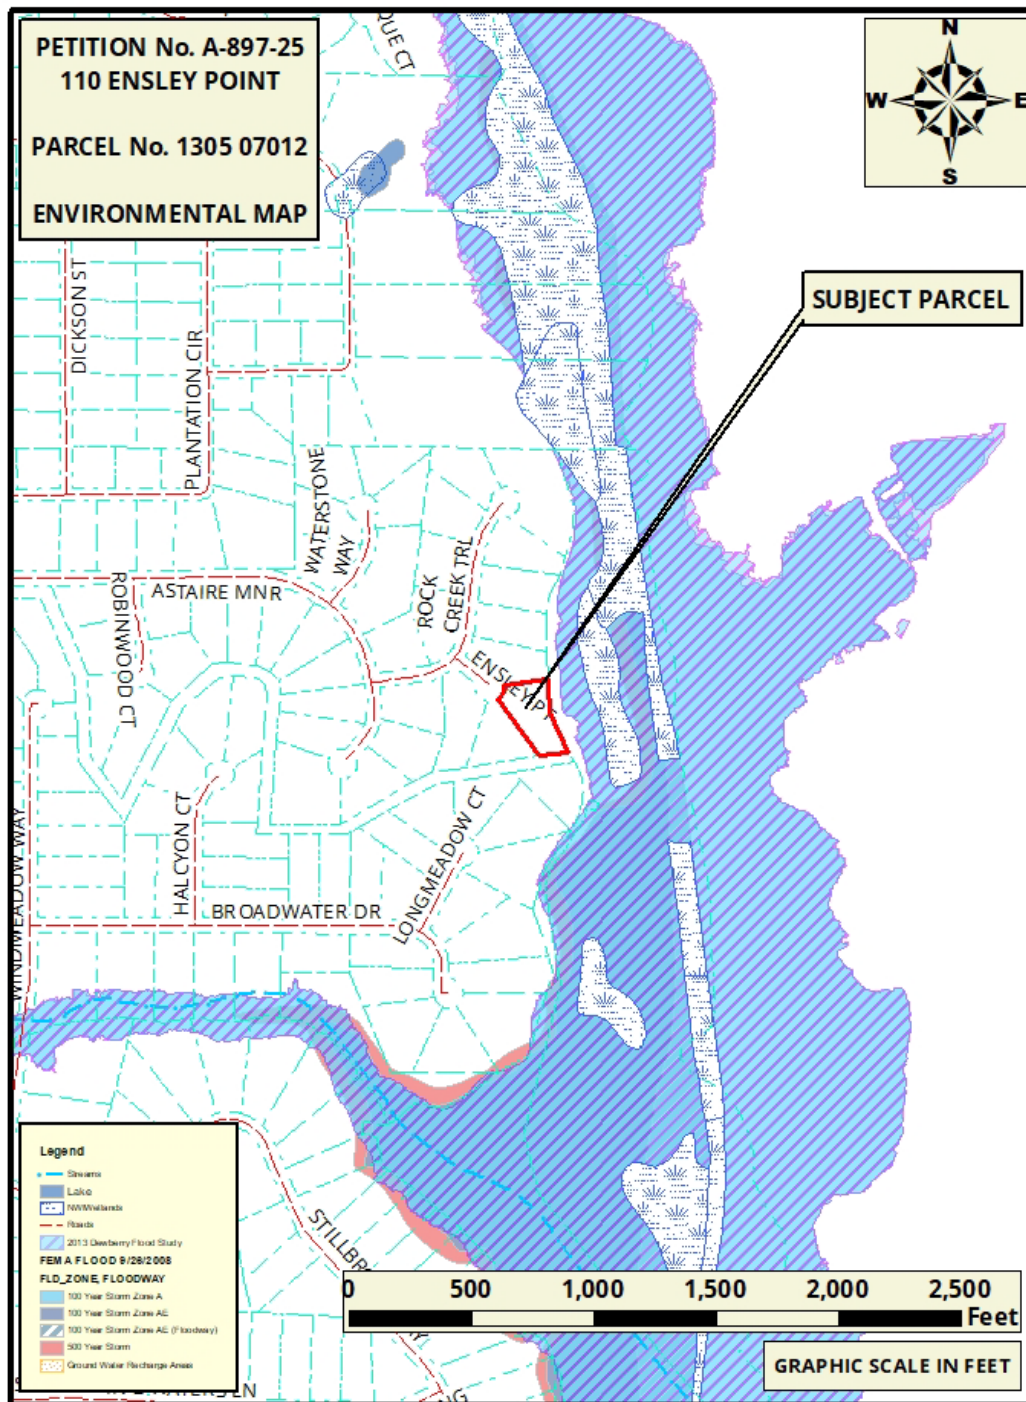 PETITION No. A-897-25
110 ENSLEY POINT
PARCEL No. 1305 07012
ENVIRONMENTAL MAP
QUE CT
N
W
E
S
SUBJECT PARCEL
DICKSON ST
PLANTATION CIR
WATERSTONE
WAY
ROCK
CREEK TRL
ASTAIRE MNR
ROBINWOOD CT
ENSLEY PT
HALCYON CT
LONGMEADOW CT
WINDMEADOW WAY
BROADWATER DR
STILLBR
Legend
Streams
Lake
NWIWetlands
Roads
2013 Dewberry Flood Study
FEMA FLOOD 9/26/2008
FLD_ZONE, FLOODWAY
100 Year Storm Zone A
100 Year Storm Zone AE
100 Year Storm Zone AE (Floodway)
500 Year Storm
Ground Water Recharge Areas
0 500 1,000 1,500 2,000 2,500
Feet
GRAPHIC SCALE IN FEET